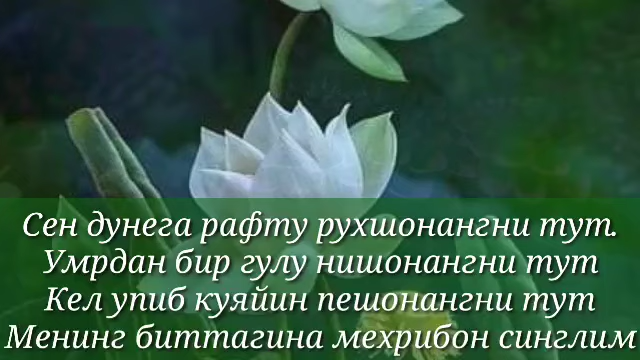 Сен дунега рафту рухшонангни тут.
Умрдан бир гулу нишонангни тут
Кел упиб куяйин пешонангни тут
Менинг биттагина мехрибон синглим